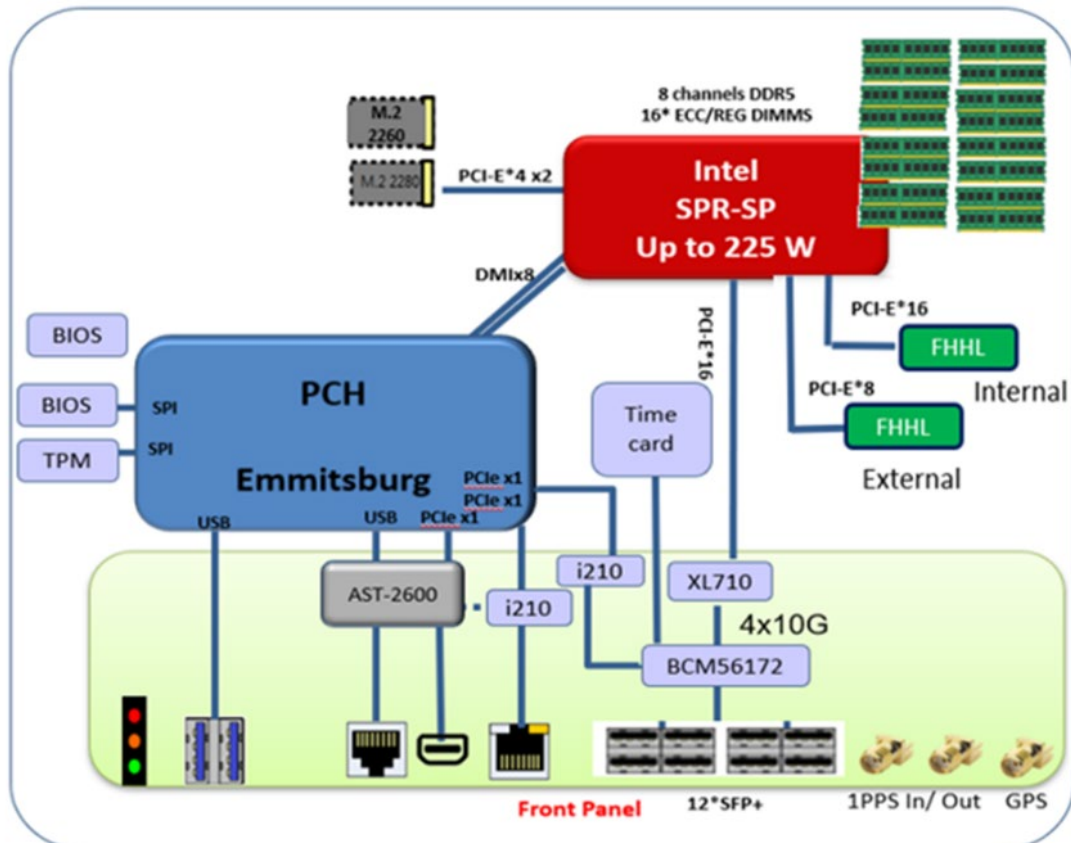 8 channels DDR5
16* ECC/REG DIMMS
M.2
2260
M.2 2280
PCI-E*4 x2
Intel
SPR-SP
Up to 225 W
DMIx8
PCI-E*16
PCI-E*16
FHHL
Internal
PCI-E*8
FHHL
External
BIOS
BIOS
SPI
TPM
SPI
PCH
Emmitsburg
PCIe x1
PCIe x1
USB
USB
PCIe x1
Time
card
AST-2600
i210
i210
XL710
4x10G
BCM56172
Front Panel
12*SFP+
1PPS In/ Out
GPS